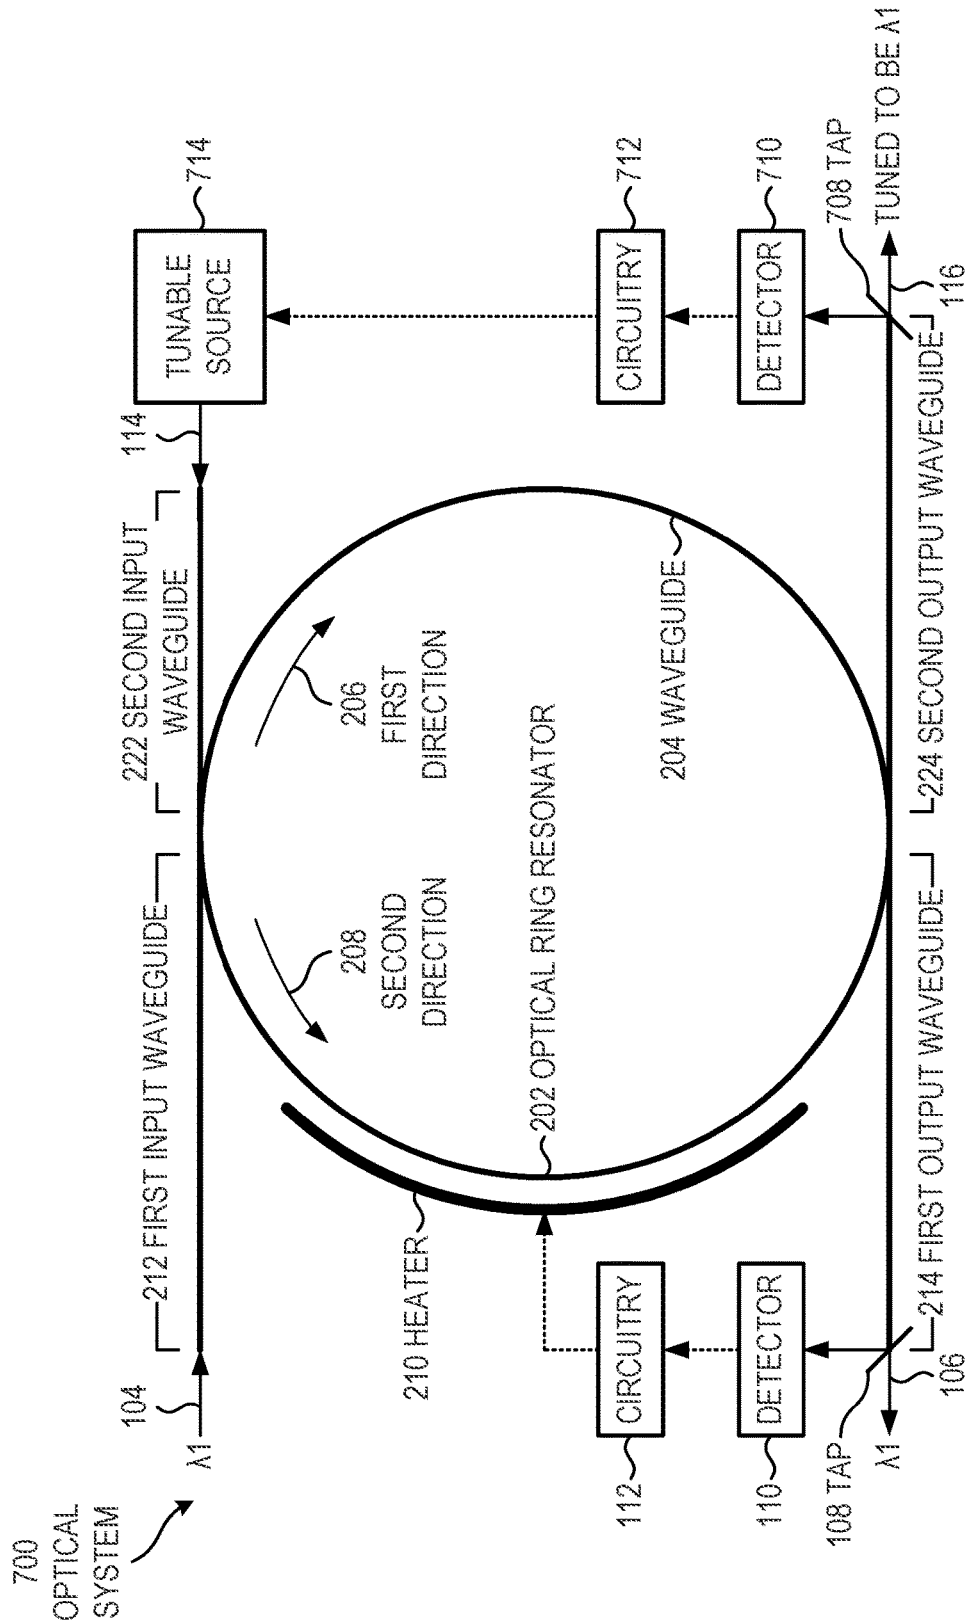 700
OPTICAL
SYSTEM
λ1
104
212 FIRST INPUT WAVEGUIDE
222 SECOND INPUT
WAVEGUIDE
114
TUNABLE
SOURCE
714
208
SECOND
DIRECTION
206
FIRST
DIRECTION
210 HEATER
202 OPTICAL RING RESONATOR
204 WAVEGUIDE
112
CIRCUITRY
CIRCUITRY
712
110
DETECTOR
DETECTOR
710
108 TAP
708 TAP
λ1
106
214 FIRST OUTPUT WAVEGUIDE
224 SECOND OUTPUT WAVEGUIDE
116
TUNED TO BE λ1